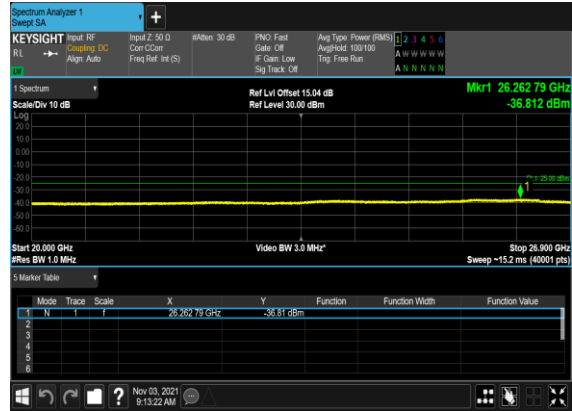 Spectrum Analyzer 1
Swept SA
+
KEYSIGHT Input: RF Input Z: 50 Ω #Atten: 30 dB PNO: Fast Avg Type: Power (RMS) 1 2 3 4 5 6
RL Coupling: DC Corr CCorr Gate: Off Avg|Hold: 100/100 A W W W W W
Align: Auto Freq Ref: Int (S) IF Gain: Low Trig: Free Run
Sig Track: Off A N N N N N
1 Spectrum Ref Lvl Offset 15.04 dB Mkr1 26.262 79 GHz
Scale/Div 10 dB Ref Level 30.00 dBm -36.812 dBm
Log
20.0
10.0
0.00
-10.0
-20.0
-30.0
-40.0
-50.0
-60.0
1
Start 20.000 GHz Video BW 3.0 MHz* Stop 26.900 GHz
#Res BW 1.0 MHz Sweep ~15.2 ms (40001 pts)
5 Marker Table
Mode Trace Scale X Y Function Function Width Function Value
1 N 1 f 26.262 79 GHz -36.81 dBm
2
3
4
5
6
? Nov 03, 2021
9:13:22 AM